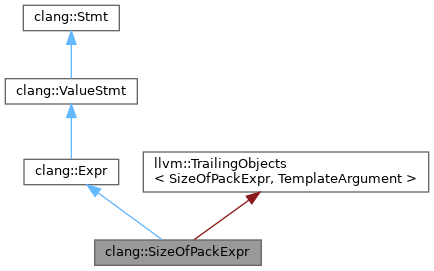 clang::Stmt
clang::ValueStmt
clang::Expr
llvm::TrailingObjects
< SizeOfPackExpr, TemplateArgument >
clang::SizeOfPackExpr